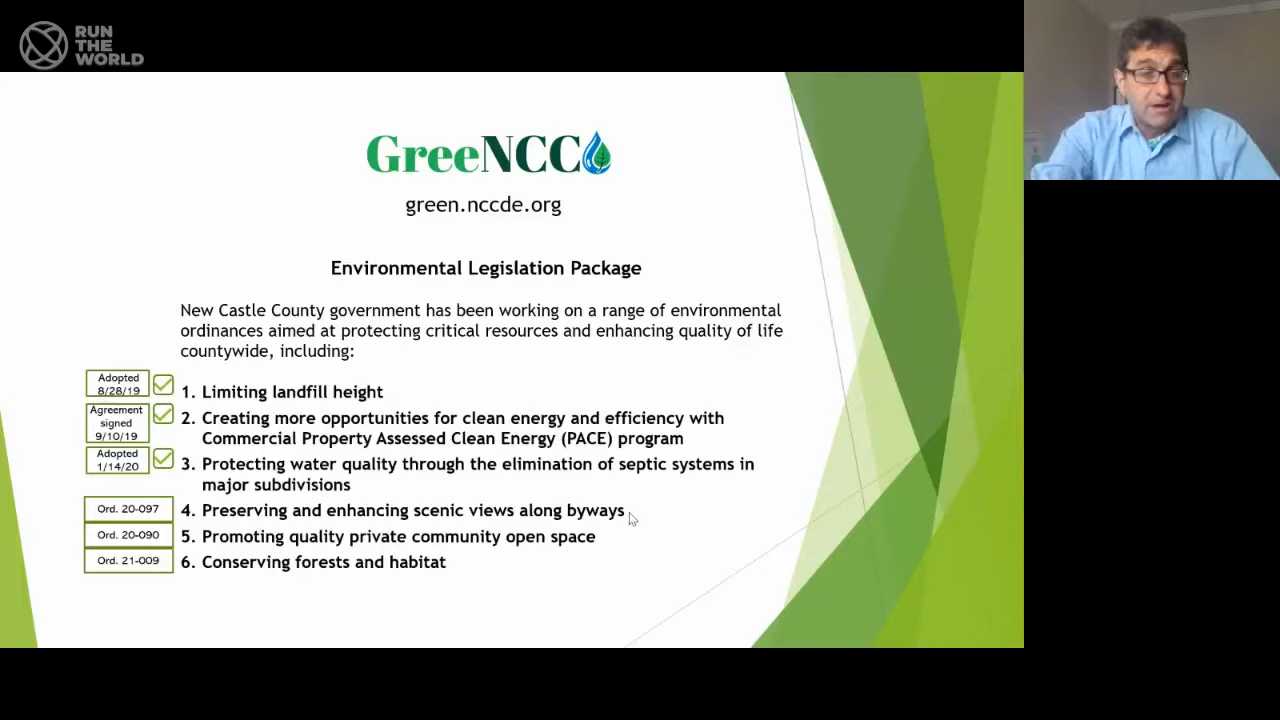 RUN
THE
WORLD
GreeNCC
green.nccde.org
Environmental Legislation Package
New Castle County government has been working on a range of environmental
ordinances aimed at protecting critical resources and enhancing quality of life
countywide, including:
Adopted
8/28/19
1. Limiting landfill height
Agreement
signed
9/10/19
2. Creating more opportunities for clean energy and efficiency with
Commercial Property Assessed Clean Energy (PACE) program
Adopted
1/14/20
3. Protecting water quality through the elimination of septic systems in
major subdivisions
Ord. 20-097
4. Preserving and enhancing scenic views along byways
Ord. 20-090
5. Promoting quality private community open space
Ord. 21-009
6. Conserving forests and habitat